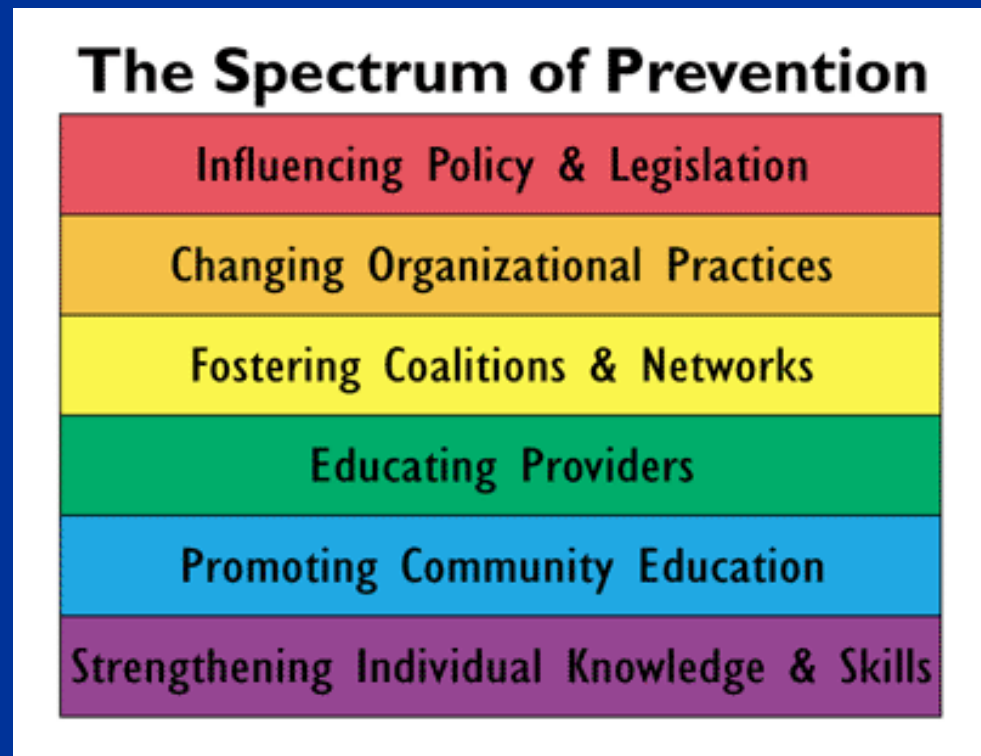 The Spectrum of Prevention
Influencing Policy & Legislation
Changing Organizational Practices
Fostering Coalitions & Networks
Educating Providers
Promoting Community Education
Strengthening Individual Knowledge & Skills